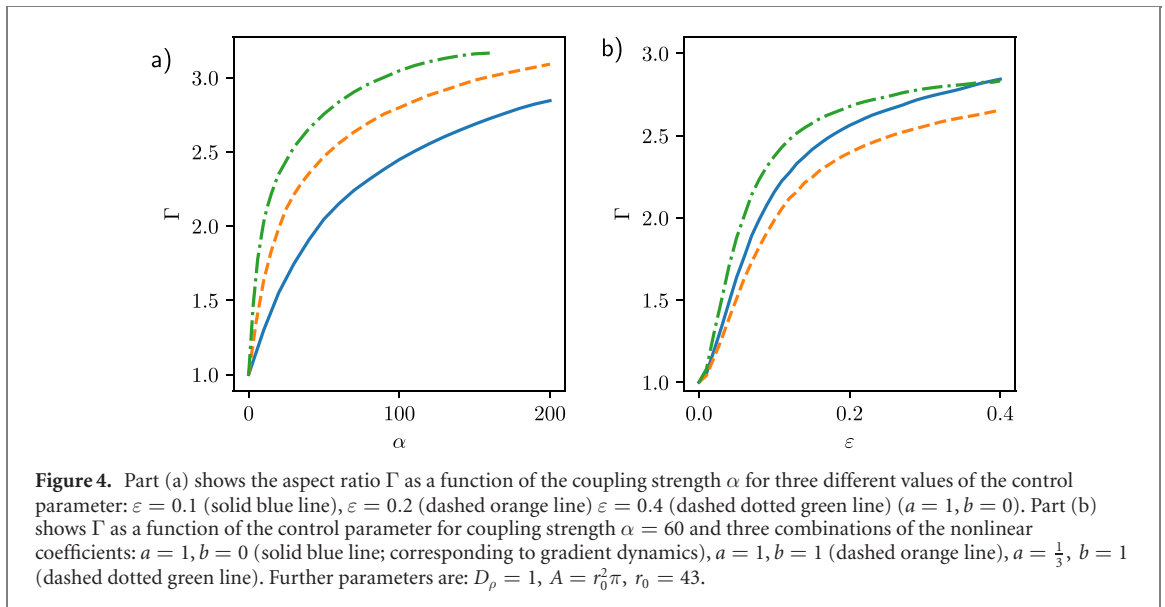 a)
3.0
2.5
2.0
1.5
1.0
Γ
0
100
200
α
b)
3.0
2.5
2.0
1.5
1.0
Γ
0.0
0.2
0.4
ε
Figure 4. Part (a) shows the aspect ratio Γ as a function of the coupling strength α for three different values of the control
parameter: ε = 0.1 (solid blue line), ε = 0.2 (dashed orange line) ε = 0.4 (dashed dotted green line) (a = 1, b = 0). Part (b)
shows Γ as a function of the control parameter for coupling strength α = 60 and three combinations of the nonlinear
coefficients: a = 1, b = 0 (solid blue line; corresponding to gradient dynamics), a = 1, b = 1 (dashed orange line), a = 1/3, b = 1
(dashed dotted green line). Further parameters are: Dρ = 1, A = r₀²π, r₀ = 43.